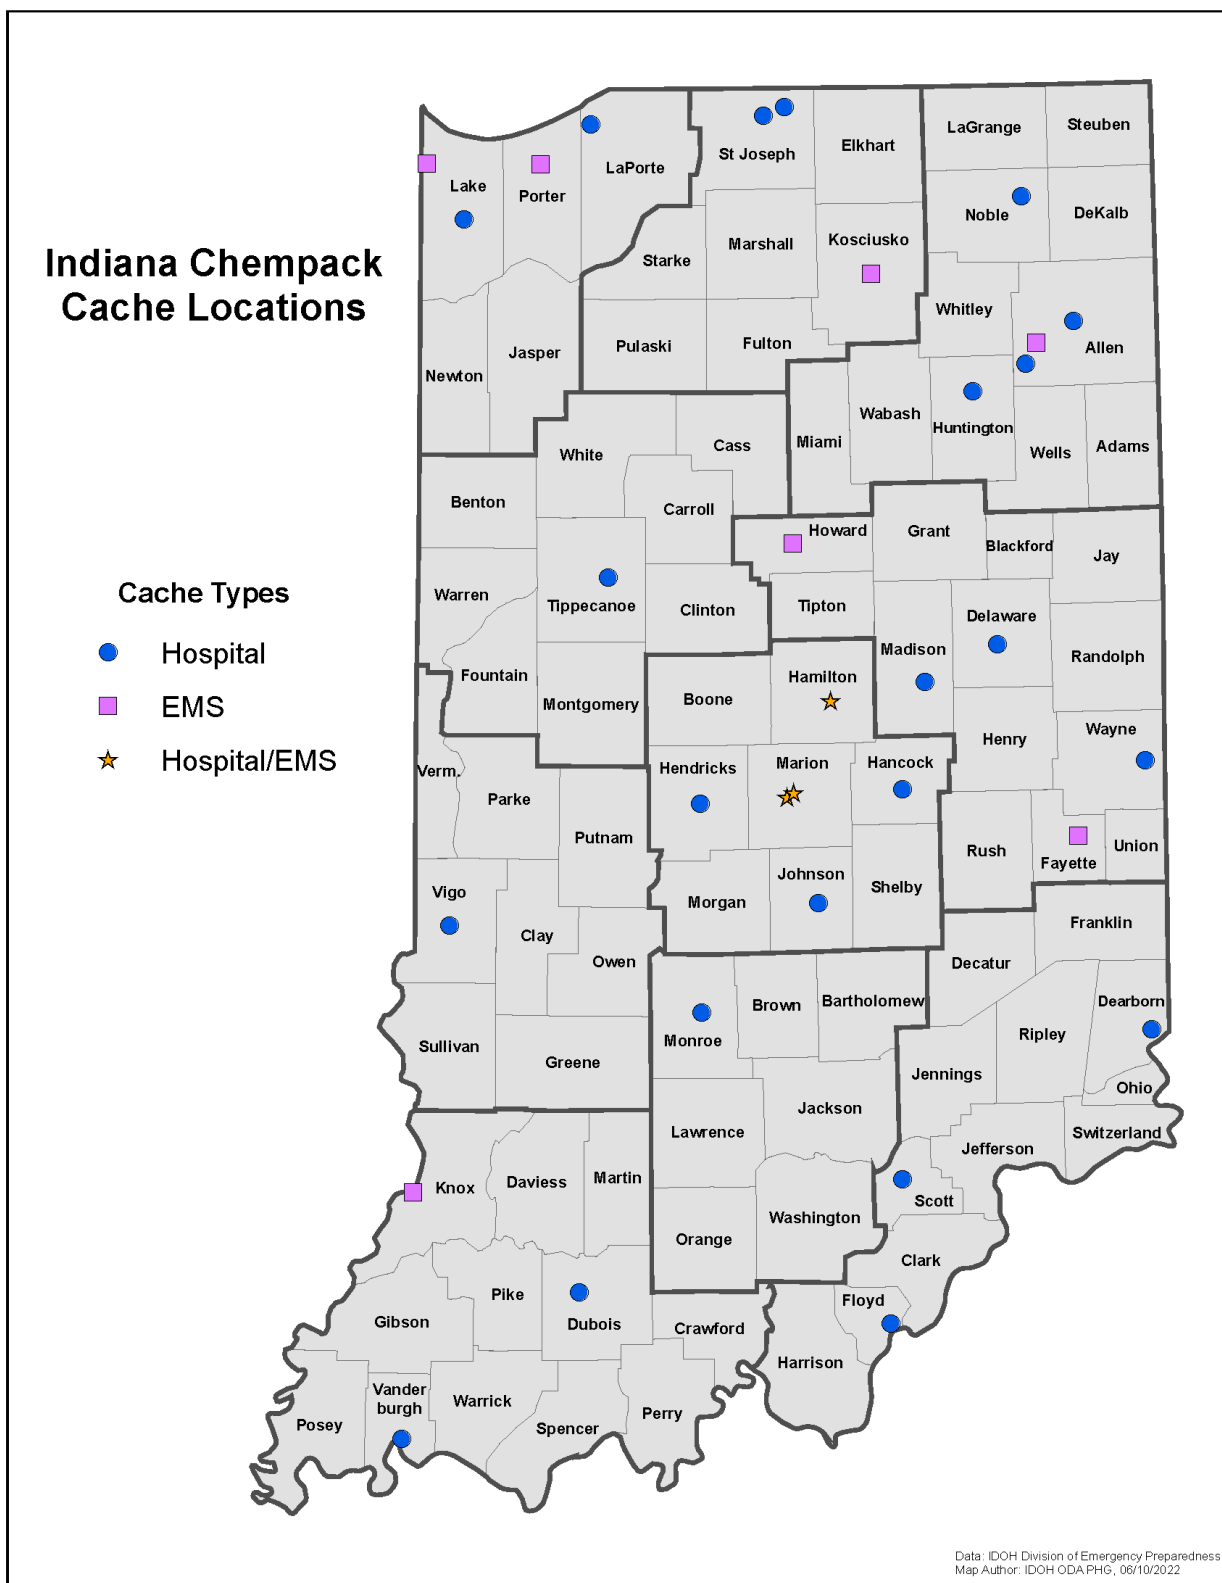 Indiana Chempack
Cache Locations
Cache Types
Hospital
EMS
Hospital/EMS
LaGrange
Steuben
Elkhart
St Joseph
LaPorte
Lake
Porter
Noble
DeKalb
Kosciusko
Marshall
Starke
Whitley
Allen
Fulton
Pulaski
Jasper
Newton
Wabash
Huntington
Miami
Wells
Adams
Cass
White
Benton
Carroll
Howard
Grant
Blackford
Jay
Warren
Tippecanoe
Clinton
Tipton
Delaware
Madison
Randolph
Fountain
Montgomery
Boone
Hamilton
Henry
Wayne
Verm.
Parke
Hendricks
Marion
Hancock
Putnam
Rush
Fayette
Union
Vigo
Morgan
Johnson
Shelby
Clay
Owen
Franklin
Decatur
Dearborn
Brown
Bartholomew
Monroe
Ripley
Sullivan
Greene
Jennings
Ohio
Jackson
Lawrence
Switzerland
Jefferson
Knox
Daviess
Martin
Scott
Washington
Orange
Clark
Pike
Gibson
Dubois
Crawford
Floyd
Harrison
Vander
burgh
Warrick
Posey
Spencer
Perry
Data: IDOH Division of Emergency Preparedness
Map Author: IDOH ODA PHG, 06/10/2022